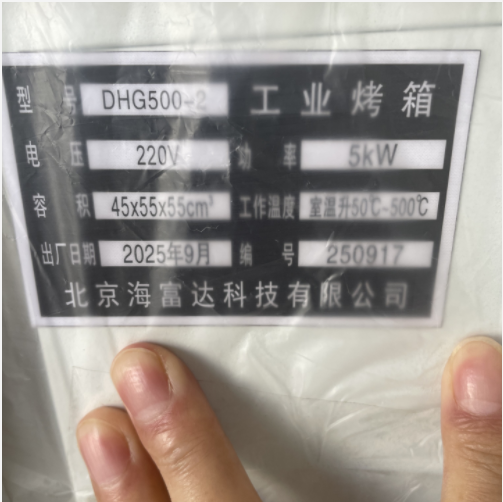 型号 DHG500-2 工业烤箱
电压 220V 功率 5kW
容积 45x55x55cm³ 工作温度 室温升50℃-500℃
出厂日期 2025年9月 编号 250917
北京海富达科技有限公司